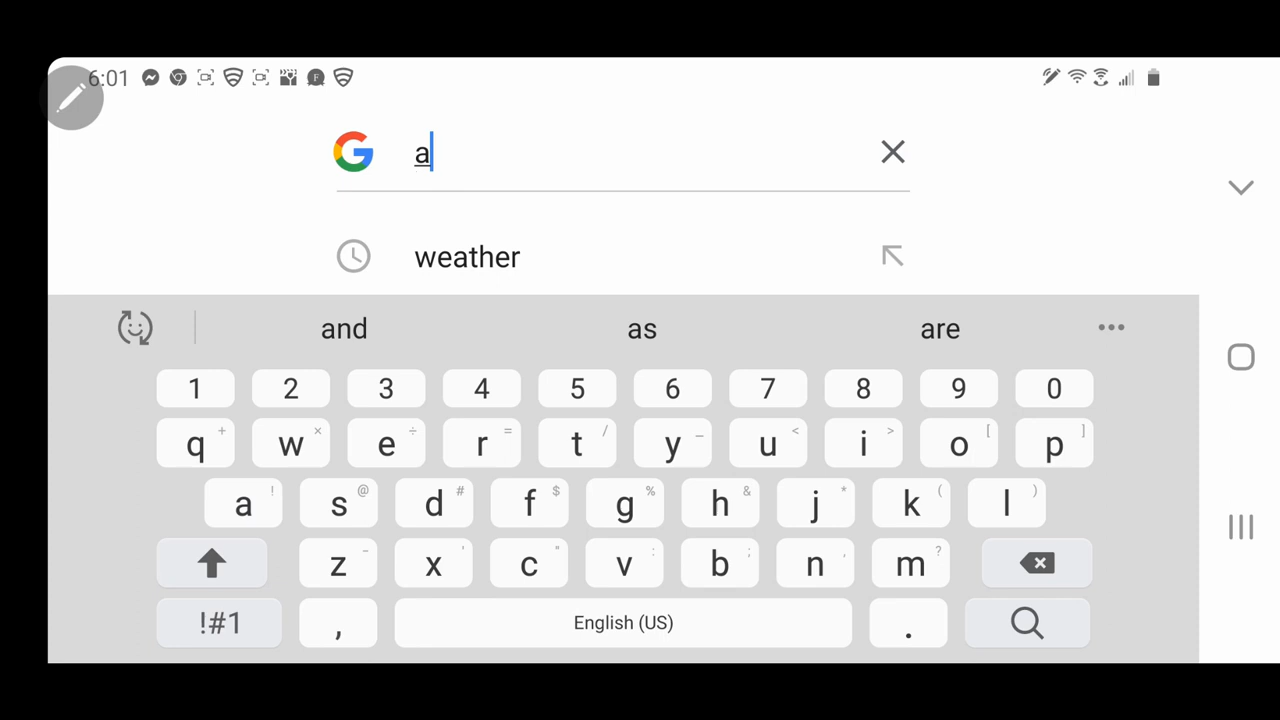 6:01
a
weather
and as are
1 2 3 4 5 6 7 8 9 0
q + w × e ÷ r = t / y _ u < i > o [ p ]
a ! s @ d # f $ g % h & j * k ( l )
z - x ' c " v : b ; n , m ?
!#1 , English (US) .